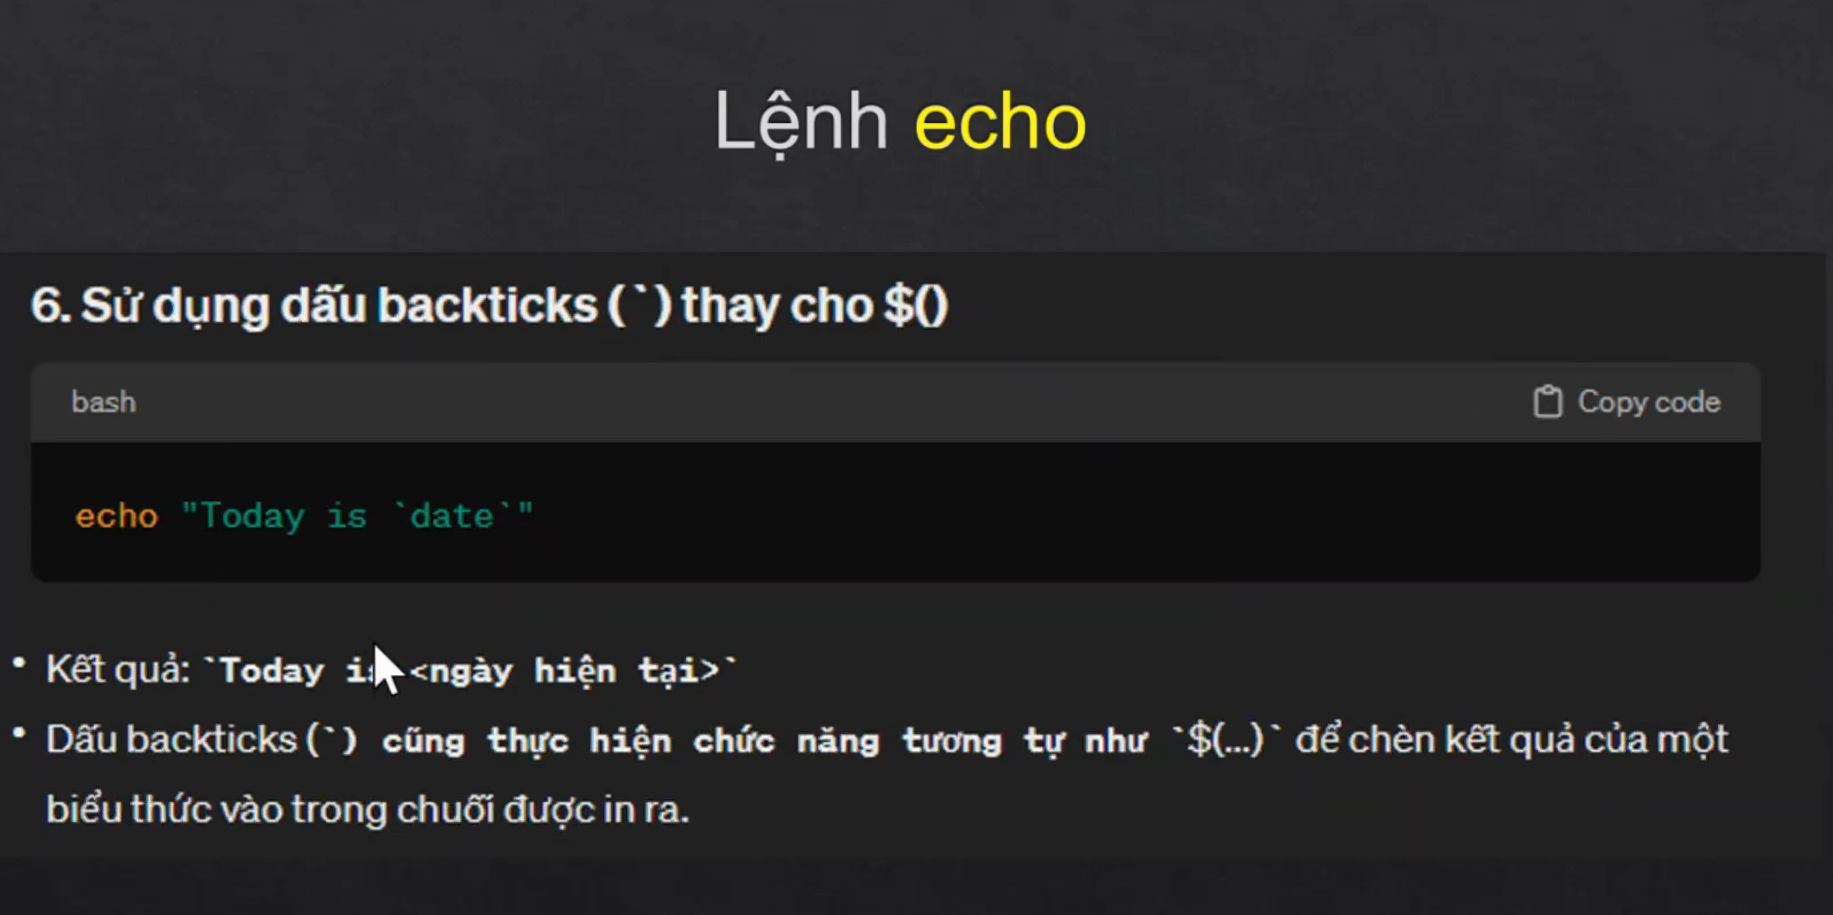 Lệnh echo
6. Sử dụng dấu backticks (`) thay cho $()
bash
Copy code
echo "Today is `date`"
• Kết quả: `Today is <ngày hiện tại>`
• Dấu backticks (`) cũng thực hiện chức năng tương tự như `$(...)` để chèn kết quả của một
biểu thức vào trong chuỗi được in ra.